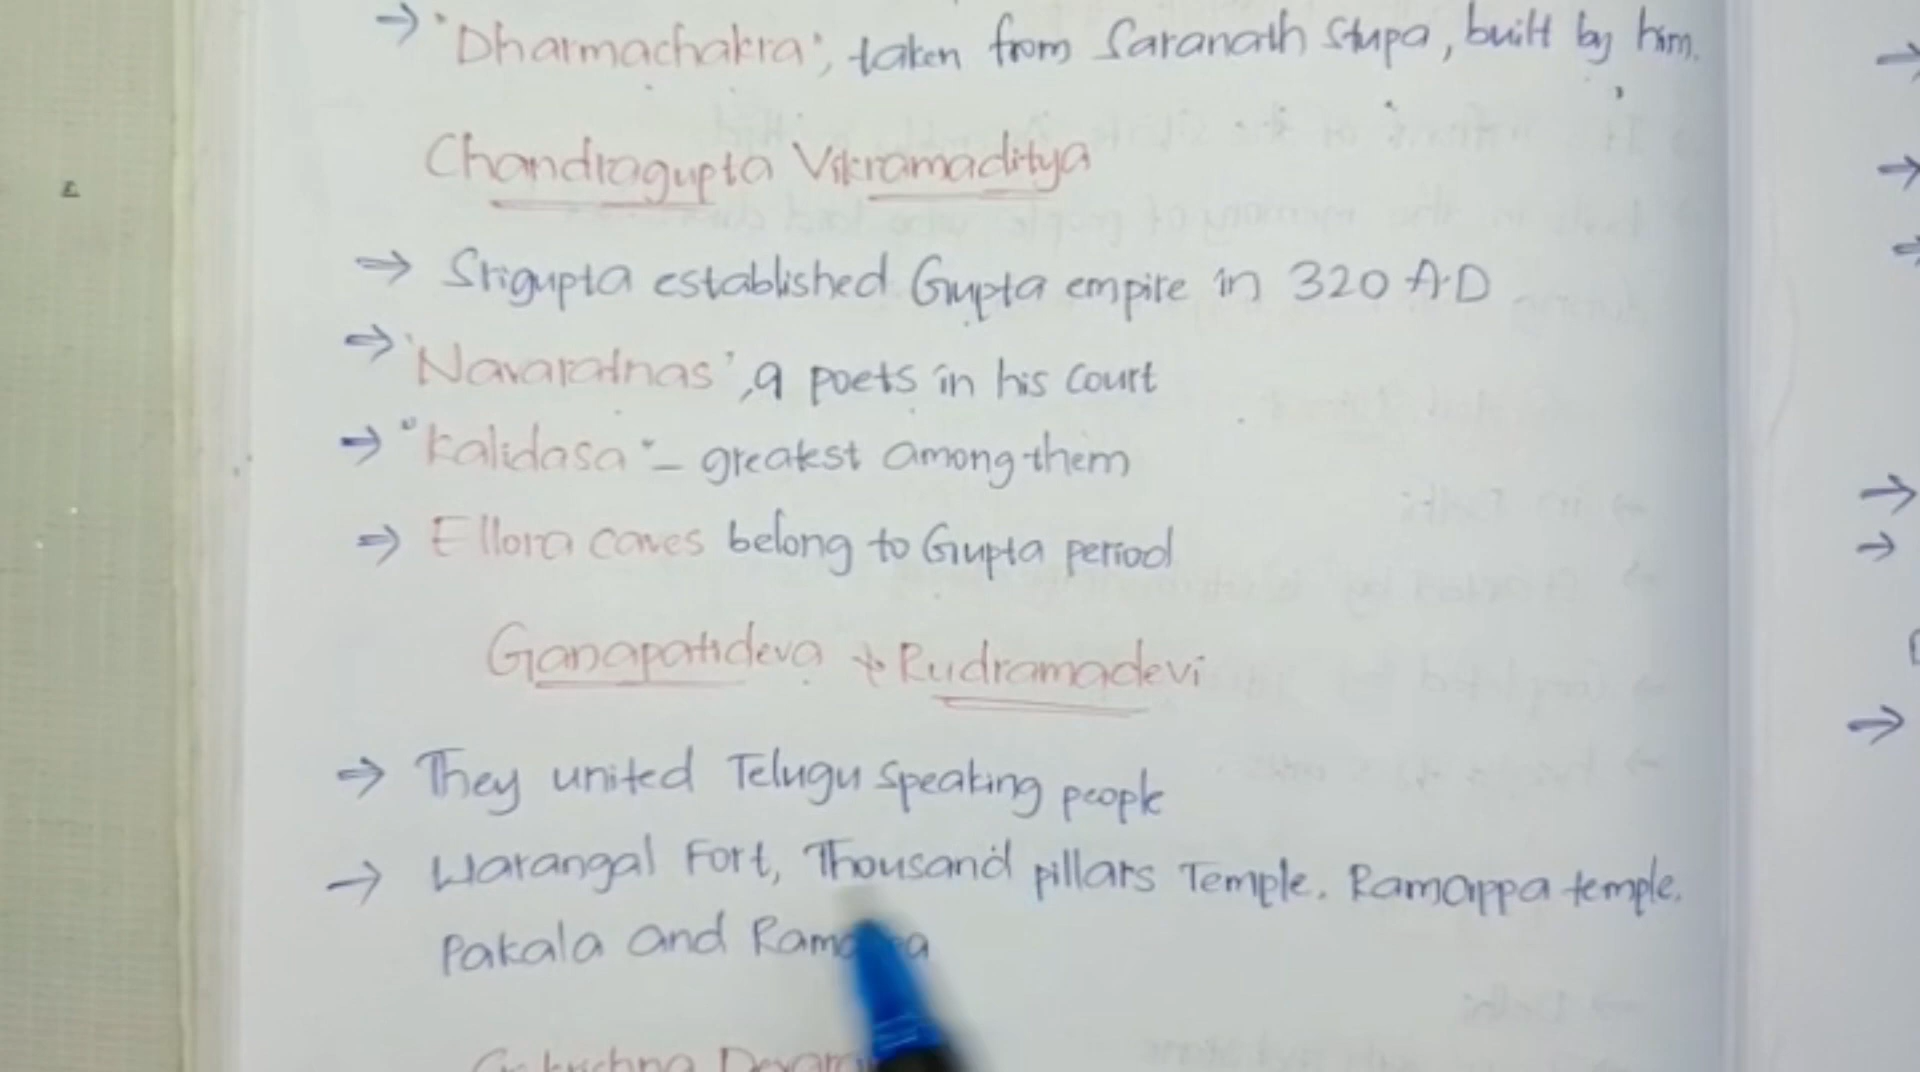 → 'Dharmachakra', taken from Saranath Stupa, built by him.
Chandragupta Vikramaditya
→ Srigupta established Gupta empire in 320 A.D
→ 'Navaratnas', 9 poets in his court
→ "Kalidasa" - greatest among them
→ Ellora caves belong to Gupta period
Ganapatideva & Rudramadevi
→ They united Telugu speaking people
→ Warangal Fort, Thousand pillars Temple. Ramappa temple.
Pakala and